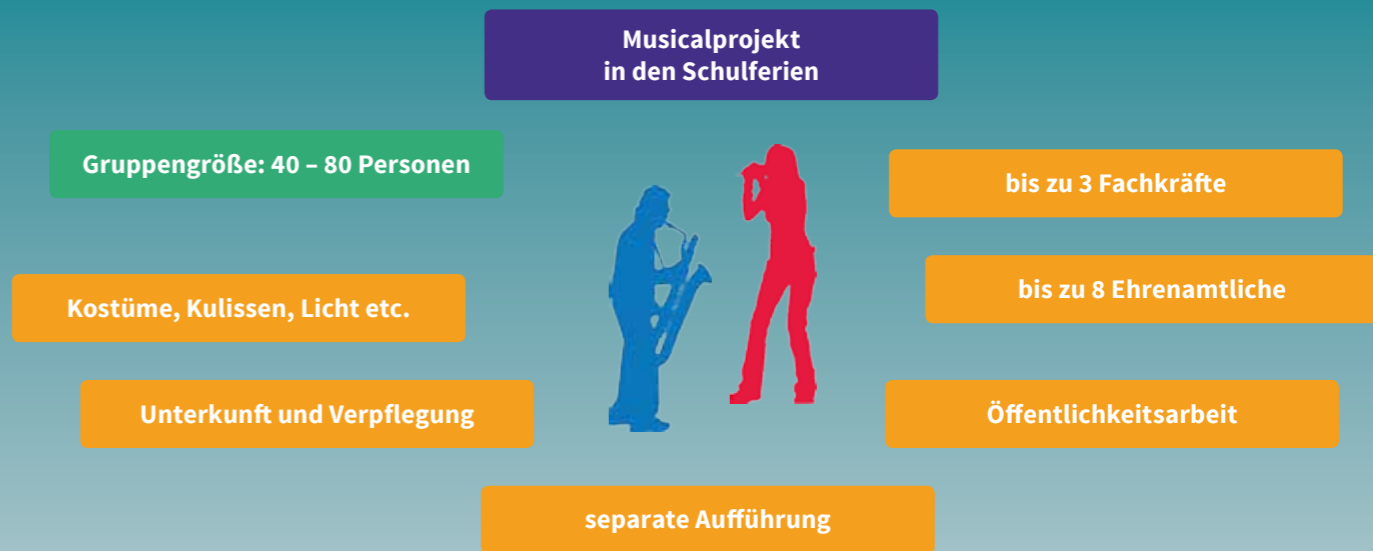 Musicalprojekt
in den Schulferien
Gruppengröße: 40 – 80 Personen
bis zu 3 Fachkräfte
Kostüme, Kulissen, Licht etc.
bis zu 8 Ehrenamtliche
Unterkunft und Verpflegung
Öffentlichkeitsarbeit
separate Aufführung